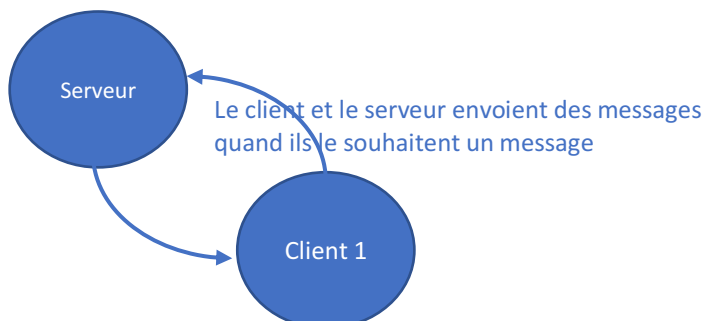 Serveur
Le client et le serveur envoient des messages
quand ils le souhaitent un message
Client 1